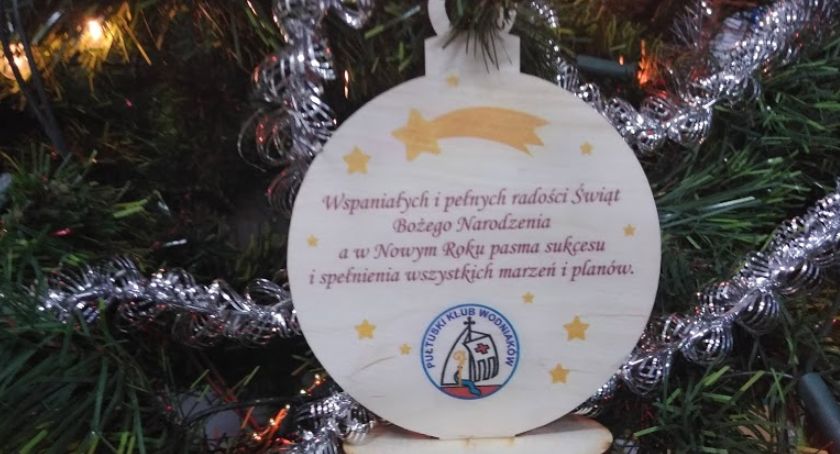 Wspaniałych i pełnych radości Świąt
Bożego Narodzenia
a w Nowym Roku pasma sukcesu
i spełnienia wszystkich marzeń i planów.
PUŁTUSKI KLUB WODNIAKÓW